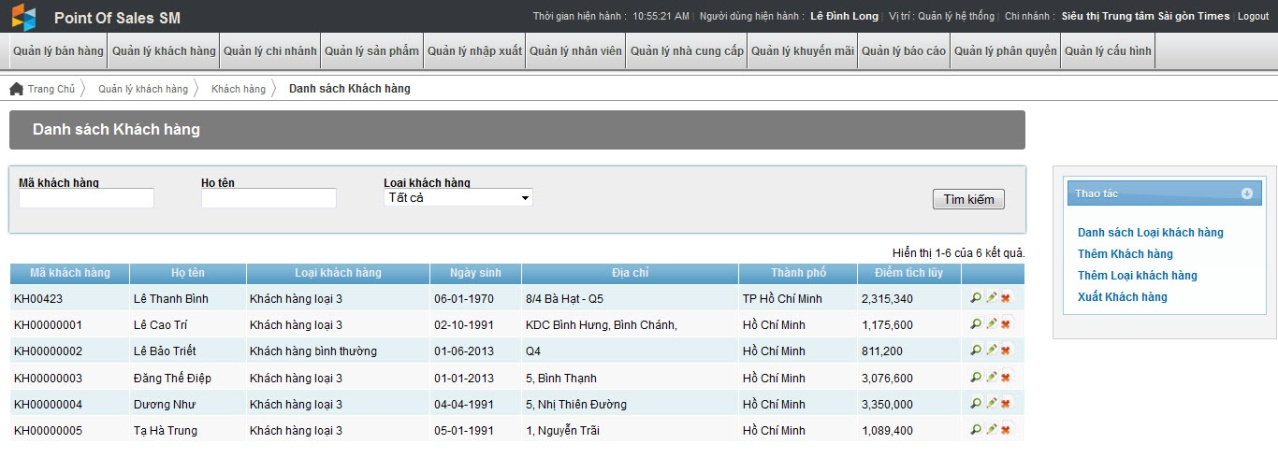 Point Of Sales SM
Thời gian hiện hành : 10:55:21 AM | Người dùng hiện hành : Lê Đình Long | Vị trí : Quản lý hệ thống | Chi nhánh : Siêu thị Trung tâm Sài gòn Times | Logout
Quản lý bán hàng Quản lý khách hàng Quản lý chi nhánh Quản lý sản phẩm Quản lý nhập xuất Quản lý nhân viên Quản lý nhà cung cấp Quản lý khuyến mãi Quản lý báo cáo Quản lý phân quyền Quản lý cấu hình
Trang Chủ Quản lý khách hàng Khách hàng Danh sách Khách hàng
Danh sách Khách hàng
Mã khách hàng Họ tên Loại khách hàng
Tất cả Tìm kiếm
Hiển thị 1-6 của 6 kết quả.
Mã khách hàng Họ tên Loại khách hàng Ngày sinh Địa chỉ Thành phố Điểm tích lũy
KH00423 Lê Thanh Bình Khách hàng loại 3 06-01-1970 8/4 Bà Hạt - Q5 TP Hồ Chí Minh 2,315,340
KH00000001 Lê Cao Trí Khách hàng loại 3 02-10-1991 KDC Bình Hưng, Bình Chánh, Hồ Chí Minh 1,175,600
KH00000002 Lê Bảo Triết Khách hàng bình thường 01-06-2013 Q4 Hồ Chí Minh 811,200
KH00000003 Đăng Thế Điệp Khách hàng loại 3 01-01-2013 5, Bình Thạnh Hồ Chí Minh 3,076,600
KH00000004 Dương Như Khách hàng loại 3 04-04-1991 5, Nhị Thiên Đường Hồ Chí Minh 3,350,000
KH00000005 Tạ Hà Trung Khách hàng loại 3 05-01-1991 1, Nguyễn Trãi Hồ Chí Minh 1,089,400
Thao tác
Danh sách Loại khách hàng
Thêm Khách hàng
Thêm Loại khách hàng
Xuất Khách hàng